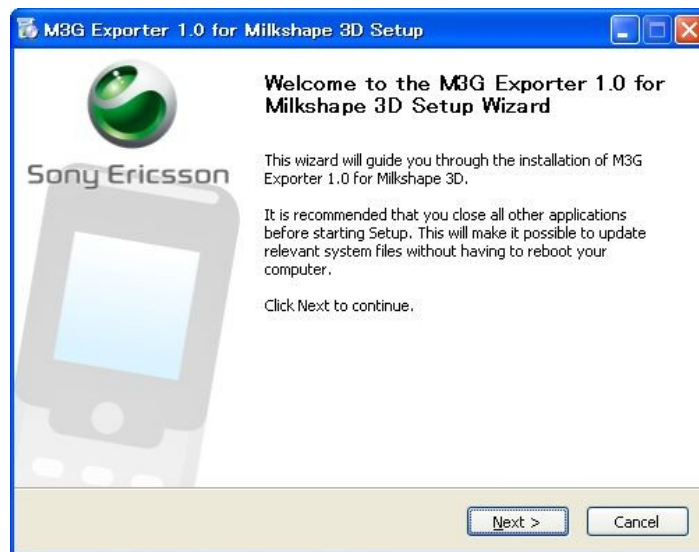 M3G Exporter 1.0 for Milkshape 3D Setup
Sony Ericsson
Welcome to the M3G Exporter 1.0 for
Milkshape 3D Setup Wizard
This wizard will guide you through the installation of M3G
Exporter 1.0 for Milkshape 3D.
It is recommended that you close all other applications
before starting Setup. This will make it possible to update
relevant system files without having to reboot your
computer.
Click Next to continue.
Next >
Cancel